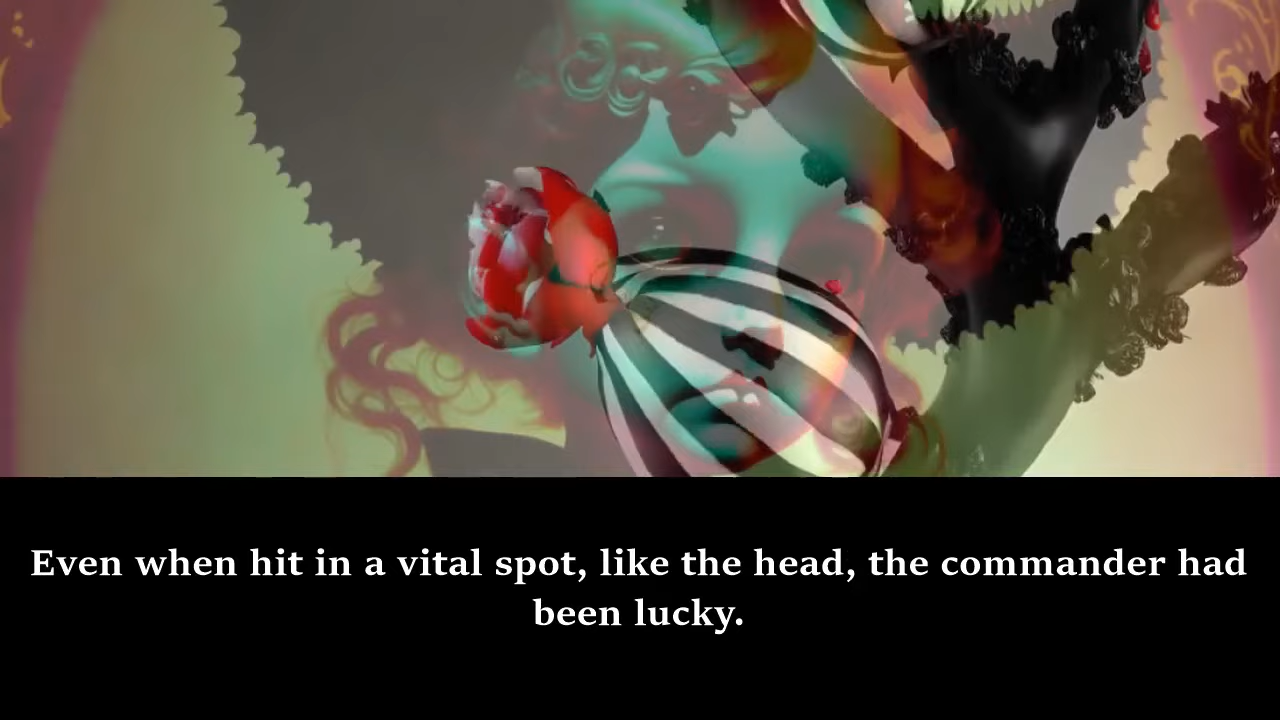 Even when hit in a vital spot, like the head, the commander had
been lucky.